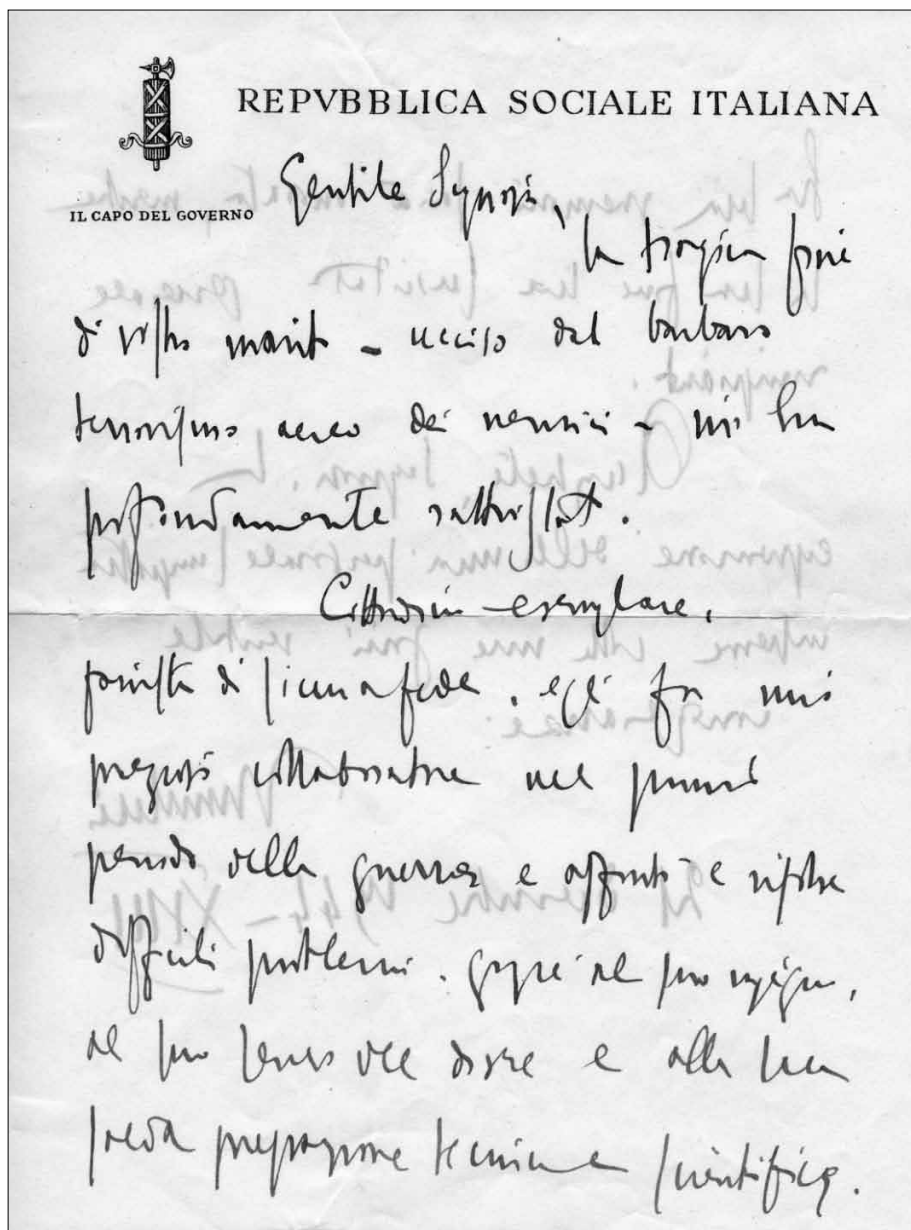 REPVBBLICA SOCIALE ITALIANA
IL CAPO DEL GOVERNO
Gentile Signora,
la tragica fine
di vostro marito - ucciso dal barbaro
terrorismo aereo dei nemici - mi ha
profondamente rattristato.
Cittadino esemplare,
fascista di sicura fede, egli fu mio
prezioso collaboratore nel primo
periodo della guerra e affrontò e risolse
difficili problemi, grazie al suo ingegno,
al suo senso del dovere e alla sua
solida preparazione tecnica e scientifica.